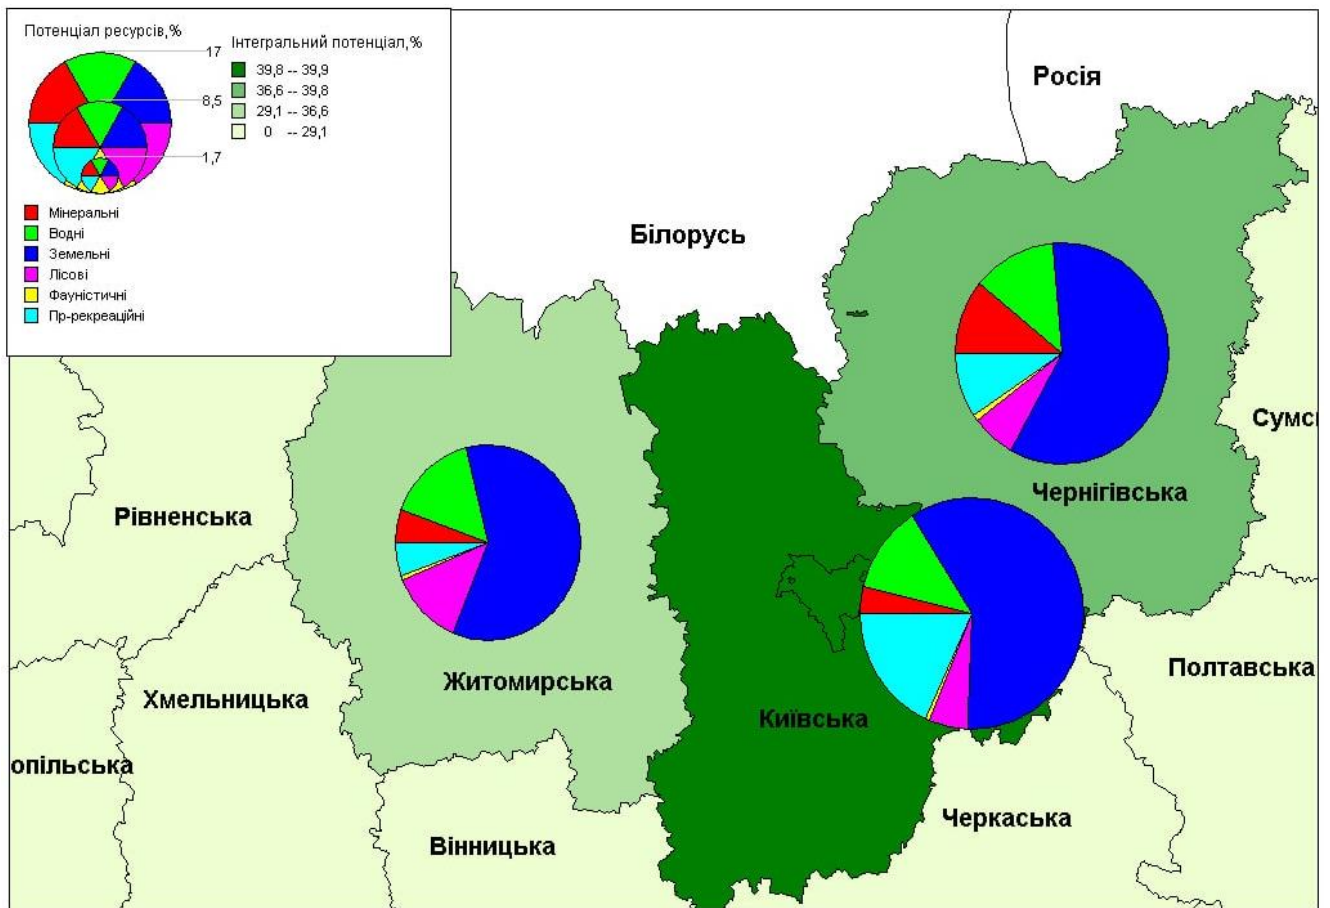 Потенціал ресурсів,%
17
8,5
1,7
Інтегральний потенціал,%
39,8 -- 39,9
36,6 -- 39,8
29,1 -- 36,6
0 -- 29,1
Мінеральні
Водні
Земельні
Лісові
Фауністичні
Пр-рекреаційні
Росія
Білорусь
Сумсь
Чернігівська
Рівненська
Полтавська
Житомирська
Хмельницька
Київська
опільська
Черкаська
Вінницька